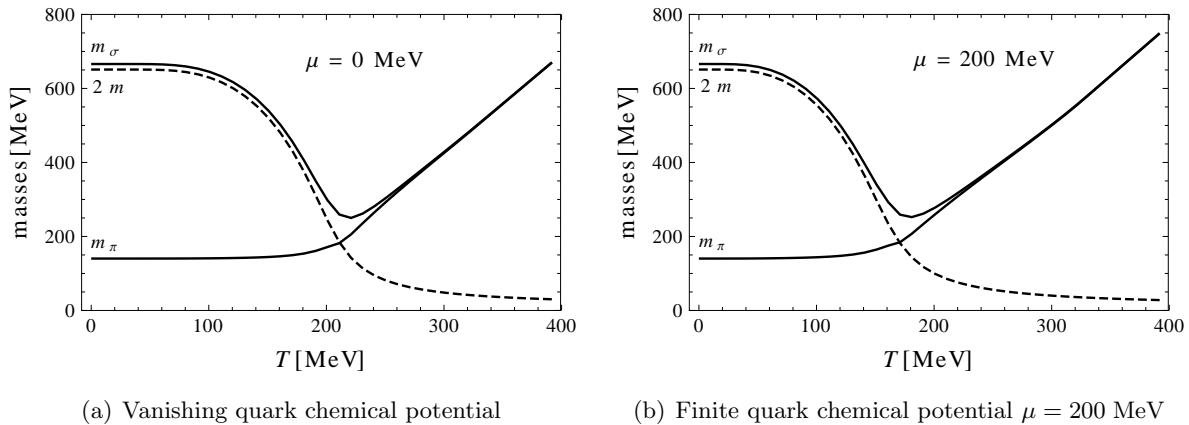 800
600
400
200
0
masses[MeV]
m σ
2 m
m π
μ = 0 MeV
0 100 200 300 400
T [MeV]
(a) Vanishing quark chemical potential
800
600
400
200
0
masses[MeV]
m σ
2 m
m π
μ = 200 MeV
0 100 200 300 400
T [MeV]
(b) Finite quark chemical potential μ = 200 MeV